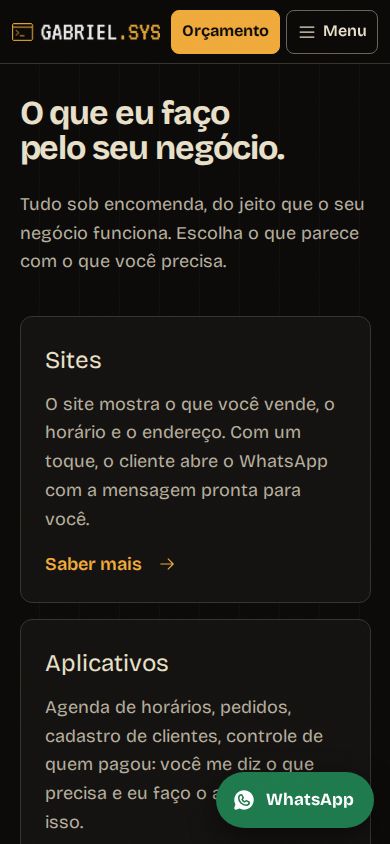 GABRIEL.SYS
Orçamento
Menu
O que eu faço
pelo seu negócio.
Tudo sob encomenda, do jeito que o seu
negócio funciona. Escolha o que parece
com o que você precisa.
Sites
O site mostra o que você vende, o
horário e o endereço. Com um
toque, o cliente abre o WhatsApp
com a mensagem pronta para
você.
Saber mais →
Aplicativos
Agenda de horários, pedidos,
cadastro de clientes, controle de
quem pagou: você me diz o que
precisa e eu faço o
isso.
WhatsApp